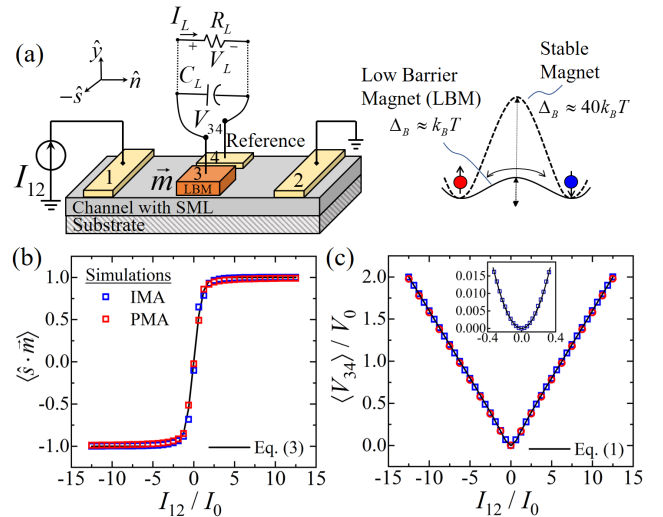 (a)
I_L R_L
+ V_L −
C_L
V_34
ŷ
n̂
−ŝ
I_12
1
m⃗
3
LBM
4
Reference
2
Channel with SML
Substrate
Stable
Magnet
Δ_B ≈ 40k_BT
Low Barrier
Magnet (LBM)
Δ_B ≈ k_BT
(b)
Simulations
IMA
PMA
Eq. (3)
⟨ŝ · m⃗⟩
1.0
0.5
0.0
-0.5
-1.0
-15 -10 -5 0 5 10 15
I_12 / I_0
(c)
⟨V_34⟩ / V_0
2.0
1.6
1.2
0.8
0.4
0.0
0.015
0.010
0.005
0.000
-0.4 0.0 0.4
Eq. (1)
-15 -10 -5 0 5 10 15
I_12 / I_0